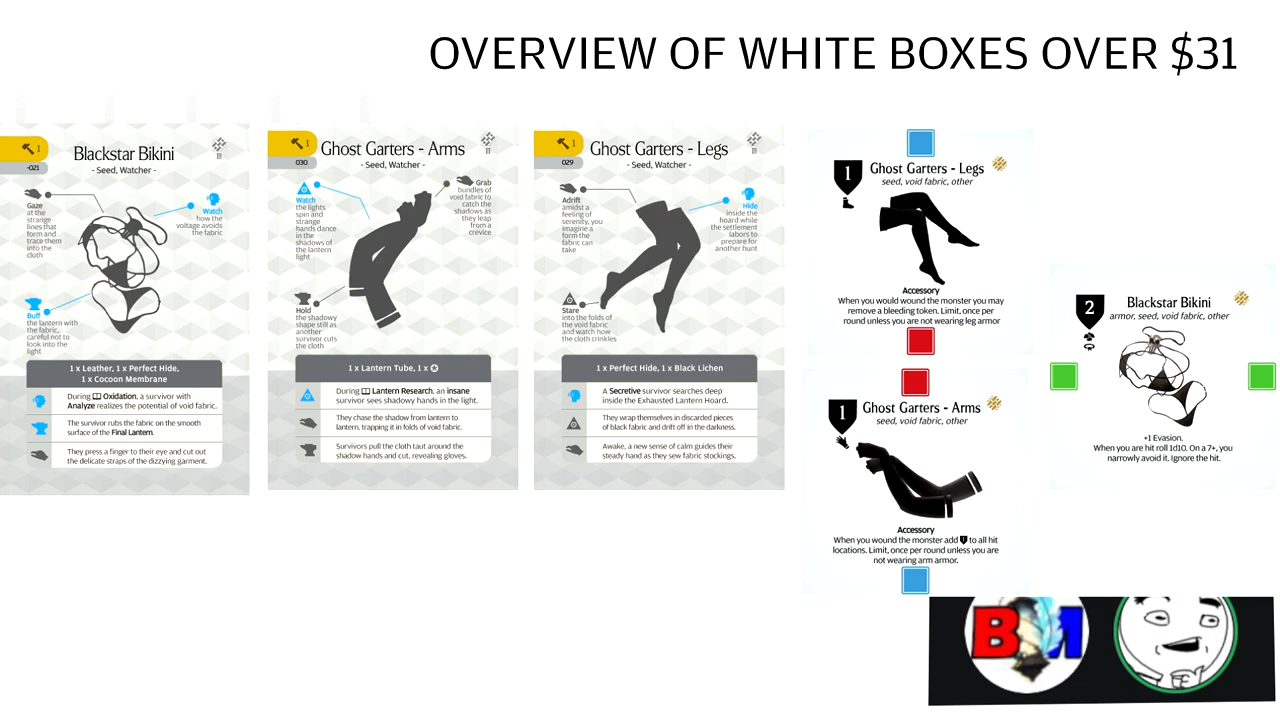 OVERVIEW OF WHITE BOXES OVER $31
1
-021
Blackstar Bikini
- Seed, Watcher -
Gaze
at the
strange
lines that
form and
trace them
into the
cloth
Watch
how the
voltage avoids
the fabric
Buff
the lantern with
the fabric,
careful not to
look into the
light
1 x Leather, 1 x Perfect Hide,
1 x Cocoon Membrane
During Oxidation, a survivor with
Analyze realizes the potential of void fabric.
The survivor rubs the fabric on the smooth
surface of the Final Lantern.
They press a finger to their eye and cut out
the delicate straps of the dizzying garment.
1
030
Ghost Garters - Arms
- Seed, Watcher -
Watch
the lights
spin and
strange
hands dance
in the
shadows of
the lantern
light
Grab
bundles of
void fabric to
catch the
shadows as
they leap
from a
crevice
Hold
the shadowy
shape still as
another
survivor cuts
the cloth
1 x Lantern Tube, 1 x
During Lantern Research, an insane
survivor sees shadowy hands in the light.
They chase the shadow from lantern to
lantern, trapping it in folds of void fabric.
Survivors pull the cloth taut around the
shadow hands and cut, revealing gloves.
1
029
Ghost Garters - Legs
- Seed, Watcher -
Adrift
amidst a
feeling of
serenity, you
imagine a
form the
fabric can
take
Hide
inside the
hoard while
the settlement
labors to
prepare for
another hunt
Stare
into the folds of
the void fabric
and watch how
the cloth crinkles
1 x Perfect Hide, 1 x Black Lichen
A Secretive survivor searches deep
inside the Exhausted Lantern Hoard.
They wrap themselves in discarded pieces
of black fabric and drift off in the darkness.
Awake, a new sense of calm guides their
steady hand as they sew fabric stockings.
1
Ghost Garters - Legs
seed, void fabric, other
Accessory
When you would wound the monster you may
remove a bleeding token. Limit, once per
round unless you are not wearing leg armor
1
Ghost Garters - Arms
seed, void fabric, other
Accessory
When you wound the monster add 1 to all hit
locations. Limit, once per round unless you are
not wearing arm armor.
2
Blackstar Bikini
armor, seed, void fabric, other
+1 Evasion.
When you are hit roll 1d10. On a 7+, you
narrowly avoid it. Ignore the hit.
BM